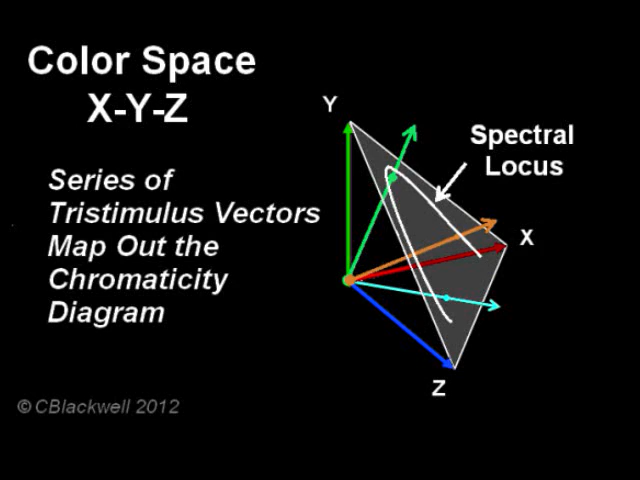 Color Space
X-Y-Z
Series of
Tristimulus Vectors
Map Out the
Chromaticity
Diagram
Y
Spectral
Locus
X
Z
© CBlackwell 2012